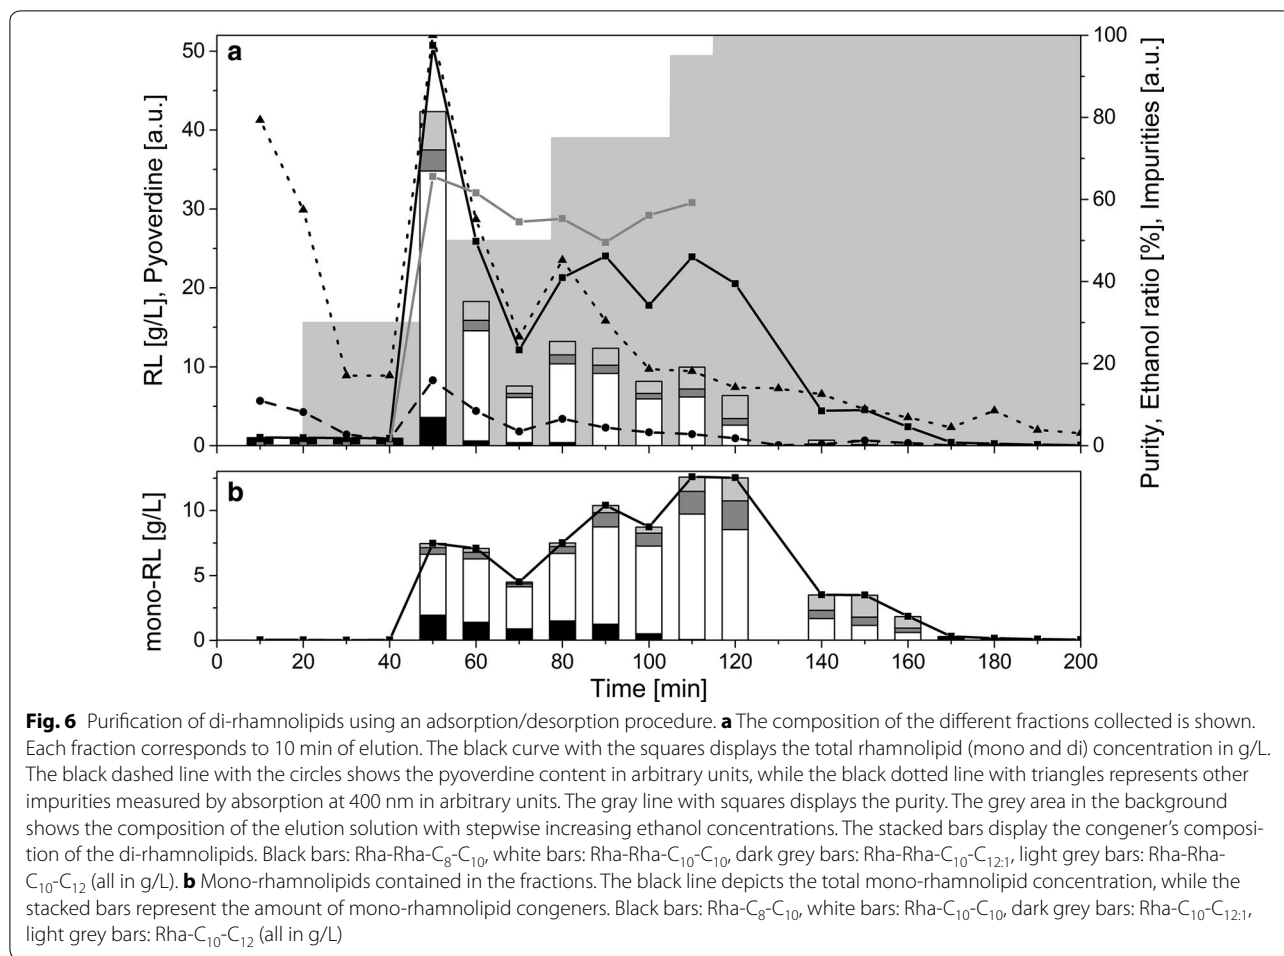 a
50
40
30
20
10
0
RL [g/L], Pyoverdine [a.u.]
100
80
60
40
20
0
Purity, Ethanol ratio [%], Impurities [a.u.]
b
10
5
0
mono-RL [g/L]
0 20 40 60 80 100 120 140 160 180 200
Time [min]
Fig. 6 Purification of di-rhamnolipids using an adsorption/desorption procedure. a The composition of the different fractions collected is shown.
Each fraction corresponds to 10 min of elution. The black curve with the squares displays the total rhamnolipid (mono and di) concentration in g/L.
The black dashed line with the circles shows the pyoverdine content in arbitrary units, while the black dotted line with triangles represents other
impurities measured by absorption at 400 nm in arbitrary units. The gray line with squares displays the purity. The grey area in the background
shows the composition of the elution solution with stepwise increasing ethanol concentrations. The stacked bars display the congener's composi-
tion of the di-rhamnolipids. Black bars: Rha-Rha-C8-C10, white bars: Rha-Rha-C10-C10, dark grey bars: Rha-Rha-C10-C12:1, light grey bars: Rha-Rha-
C10-C12 (all in g/L). b Mono-rhamnolipids contained in the fractions. The black line depicts the total mono-rhamnolipid concentration, while the
stacked bars represent the amount of mono-rhamnolipid congeners. Black bars: Rha-C8-C10, white bars: Rha-C10-C10, dark grey bars: Rha-C10-C12:1,
light grey bars: Rha-C10-C12 (all in g/L)